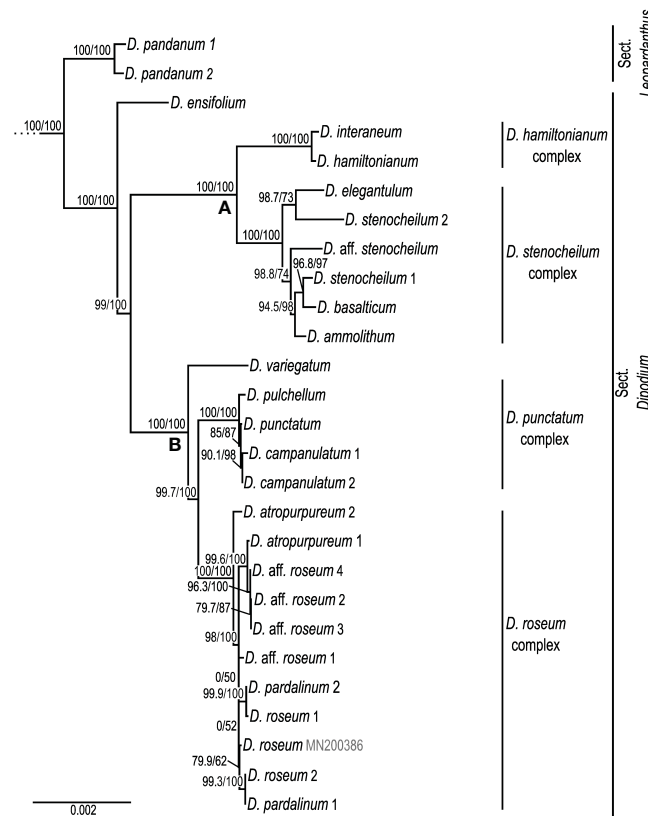 D. pandanum 1
100/100
D. pandanum 2
Sect.
Leopardanthus
D. ensifolium
100/100
D. interaneum
100/100
D. hamiltonianum
D. hamiltonianum
complex
100/100
A
D. elegantulum
98.7/73
100/100
D. stenocheilum 2
100/100
D. aff. stenocheilum
96.8/97
98.8/74
D. stenocheilum 1
94.5/98
D. basalticum
D. ammolithum
D. stenocheilum
complex
99/100
D. variegatum
Sect.
Dipodium
D. pulchellum
100/100
D. punctatum
85/87
100/100
B
D. campanulatum 1
90.1/98
D. campanulatum 2
D. punctatum
complex
99.7/100
D. atropurpureum 2
D. atropurpureum 1
99.6/100
100/100
D. aff. roseum 4
96.3/100
D. aff. roseum 2
79.7/87
D. aff. roseum 3
98/100
D. aff. roseum 1
0/50
D. pardalinum 2
99.9/100
D. roseum 1
0/52
D. roseum MN200386
79.9/62
D. roseum 2
99.3/100
D. pardalinum 1
D. roseum
complex
0.002